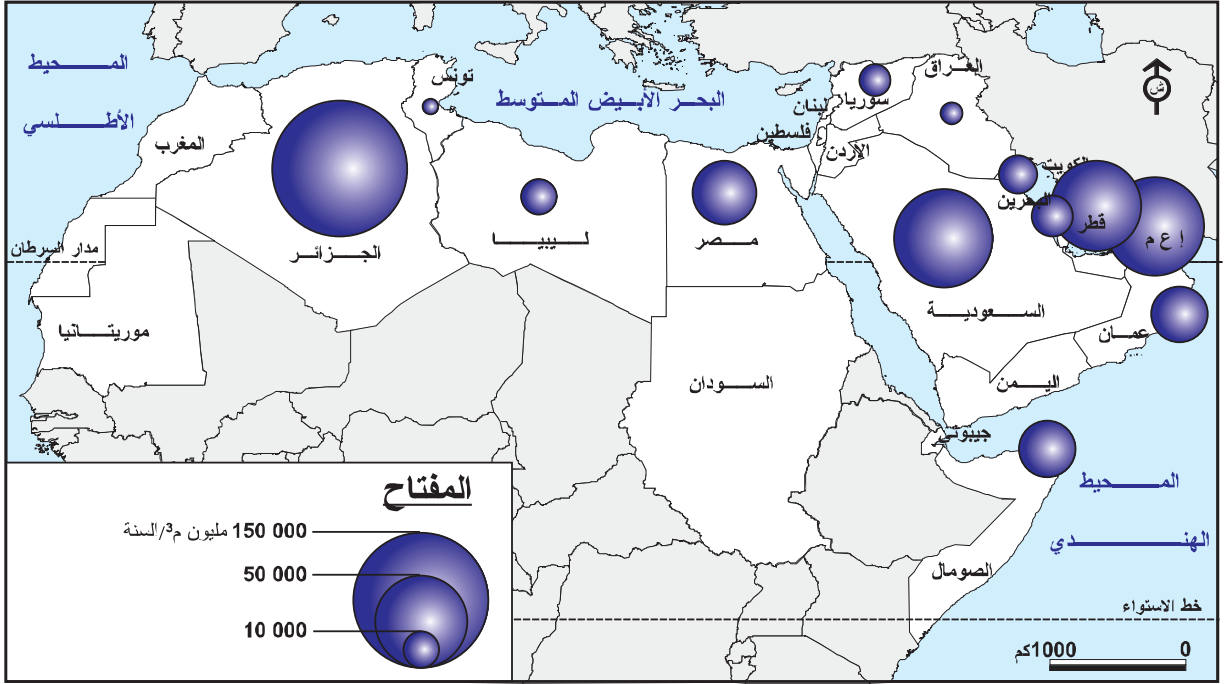 المحيط
الأطلسي
البحر الأبيض المتوسط
تونس
المغرب
الجزائر
ليبيا
مصر
مدار السرطان
موريتانيا
السودان
سوريا
لبنان
فلسطين
الأردن
العراق
الكويت
البحرين
قطر
إ ع م
السعودية
عمان
اليمن
جيبوتي
الصومال
المحيط
الهندي
خط الاستواء
ش
المفتاح
150 000 مليون م³/السنة
50 000
10 000
0 1000كم